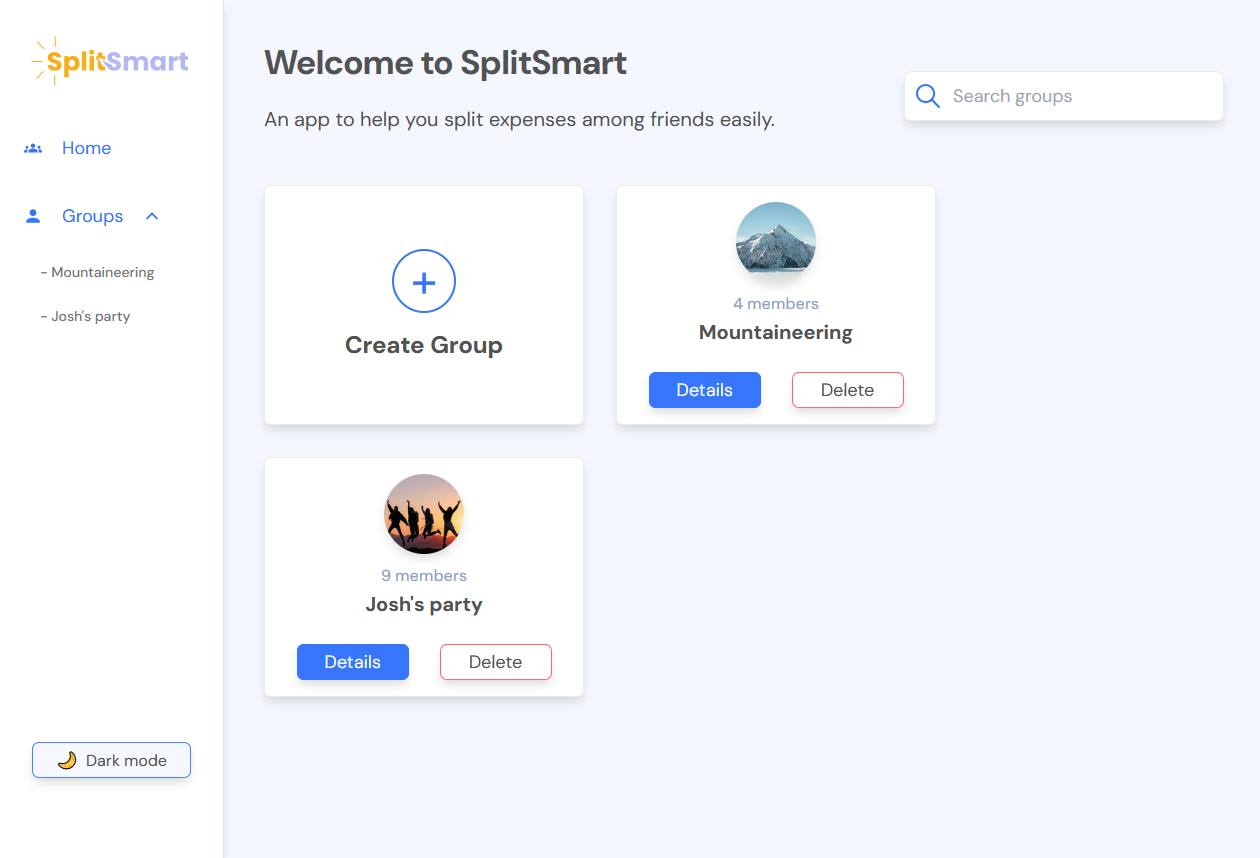 SplitSmart
Home
Groups
- Mountaineering
- Josh's party
Dark mode
Welcome to SplitSmart
An app to help you split expenses among friends easily.
Search groups
Create Group
4 members
Mountaineering
Details
Delete
9 members
Josh's party
Details
Delete